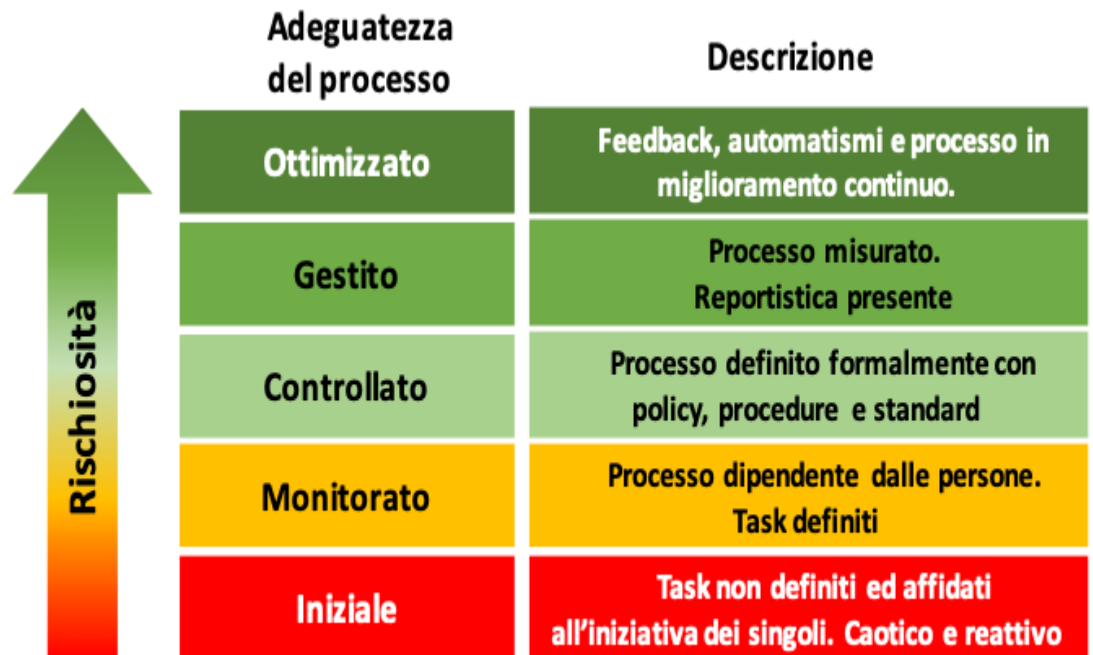 Adeguatezza
del processo
Descrizione
Rischiosità
Ottimizzato
Feedback, automatismi e processo in
miglioramento continuo.
Gestito
Processo misurato.
Reportistica presente
Controllato
Processo definito formalmente con
policy, procedure e standard
Monitorato
Processo dipendente dalle persone.
Task definiti
Iniziale
Task non definiti ed affidati
all'iniziativa dei singoli. Caotico e reattivo